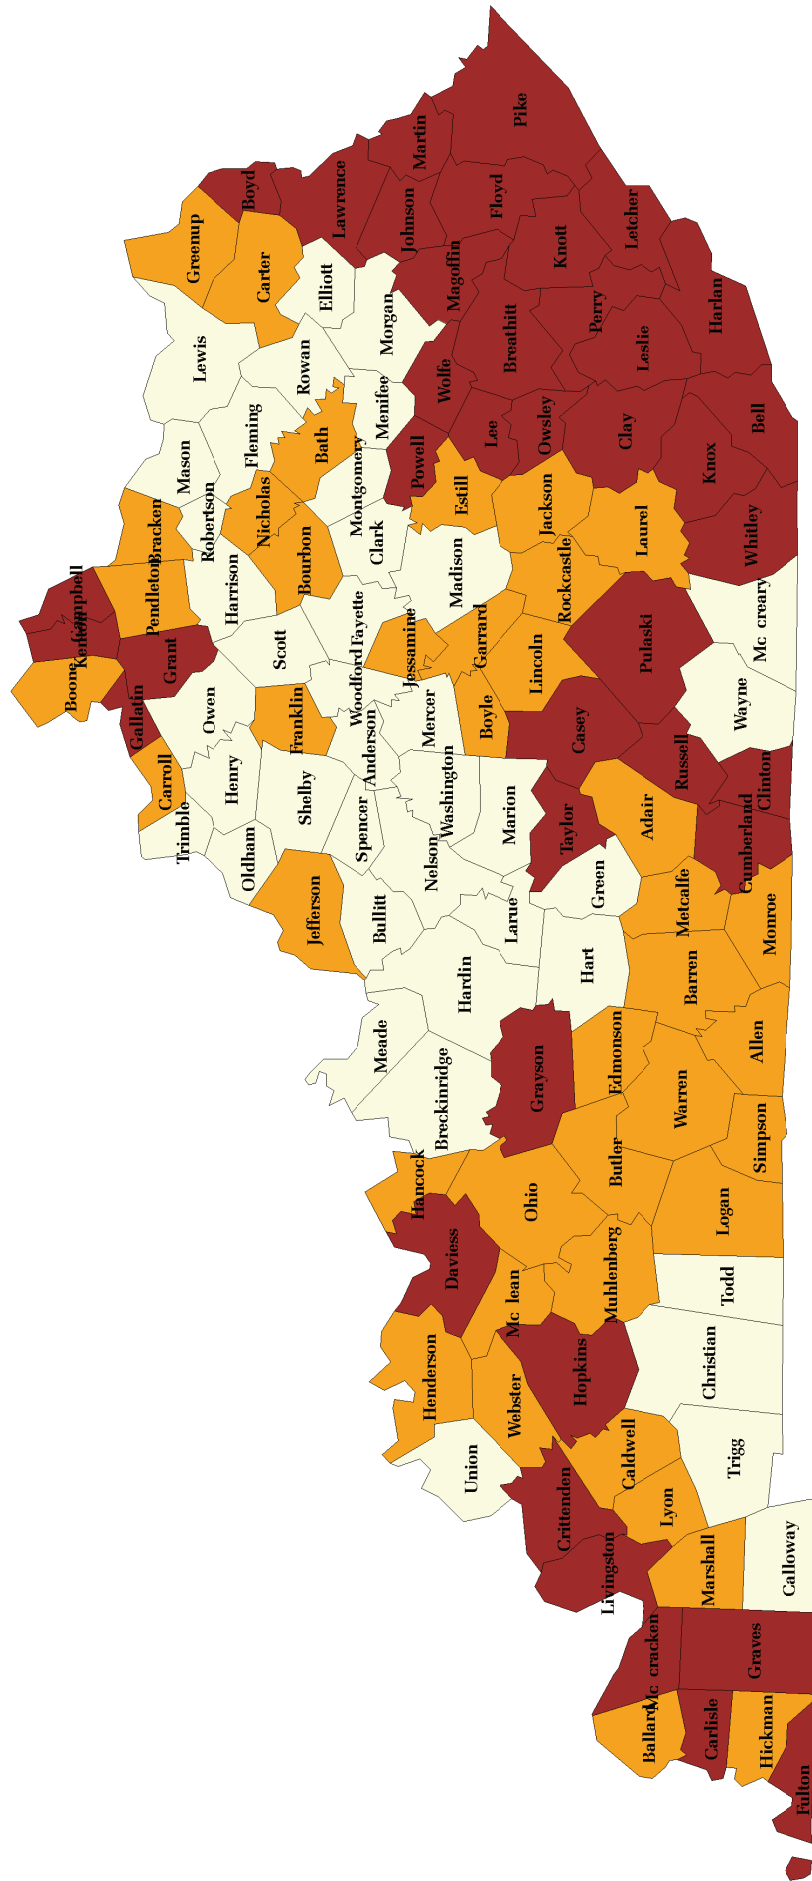 Pike
Martin
Boyd
Lawrence
Floyd
Johnson
Letcher
Greenup
Carter
Knott
Magoffin
Elliott
Harlan
Perry
Morgan
Breathitt
Leslie
Lewis
Rowan
Wolfe
Menifee
Owsley
Lee
Clay
Bell
Fleming
Bath
Knox
Powell
Mason
Montgomery
Estill
Jackson
Nicholas
Robertson
Bracken
Laurel
Whitley
Clark
Bourbon
Madison
Rockcastle
Harrison
Pendleton
Campbell
Kenton
Fayette
Mc creary
Garrard
Jessamine
Pulaski
Lincoln
Scott
Grant
Boone
Woodford
Owen
Wayne
Mercer
Boyle
Franklin
Gallatin
Casey
Anderson
Russell
Clinton
Carroll
Henry
Shelby
Washington
Marion
Adair
Taylor
Spencer
Trimble
Cumberland
Oldham
Nelson
Green
Metcalfe
Jefferson
Bullitt
Larue
Monroe
Hart
Hardin
Barren
Meade
Allen
Edmonson
Grayson
Warren
Breckinridge
Simpson
Butler
Hancock
Ohio
Logan
Daviess
Muhlenberg
Todd
Mc lean
Henderson
Hopkins
Christian
Webster
Caldwell
Trigg
Union
Lyon
Crittenden
Calloway
Marshall
Livingston
Graves
Mc cracken
Carlisle
Hickman
Ballard
Fulton